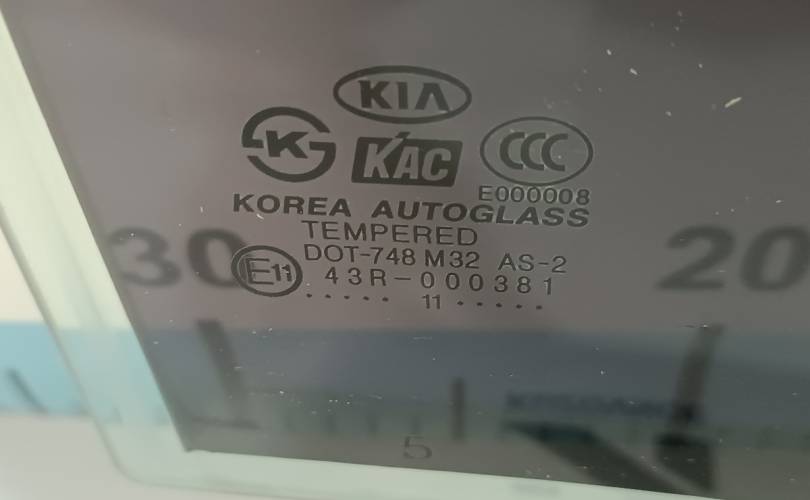 KIA
K
KAC
CCC
E000008
KOREA AUTOGLASS
TEMPERED
DOT-748 M32 AS-2
E11
43R-000381
..... 11 .....
30
20
5